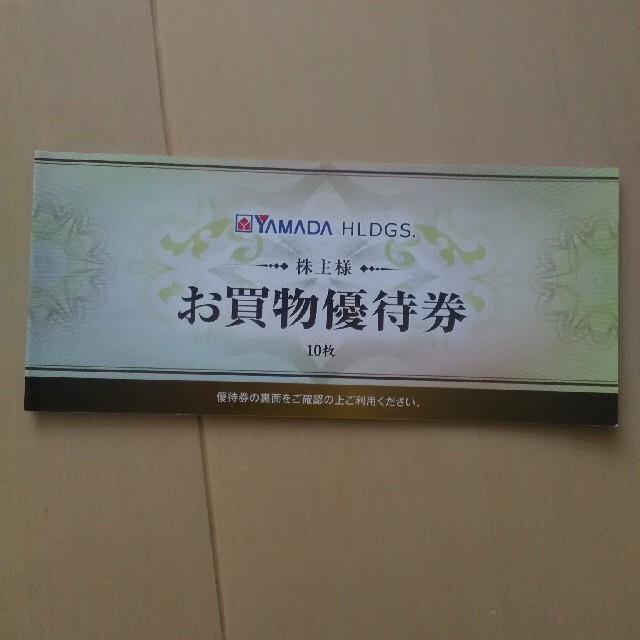 YAMADA HLDGS.
株主様
お買物優待券
10枚
優待券の裏面をご確認の上ご利用ください。